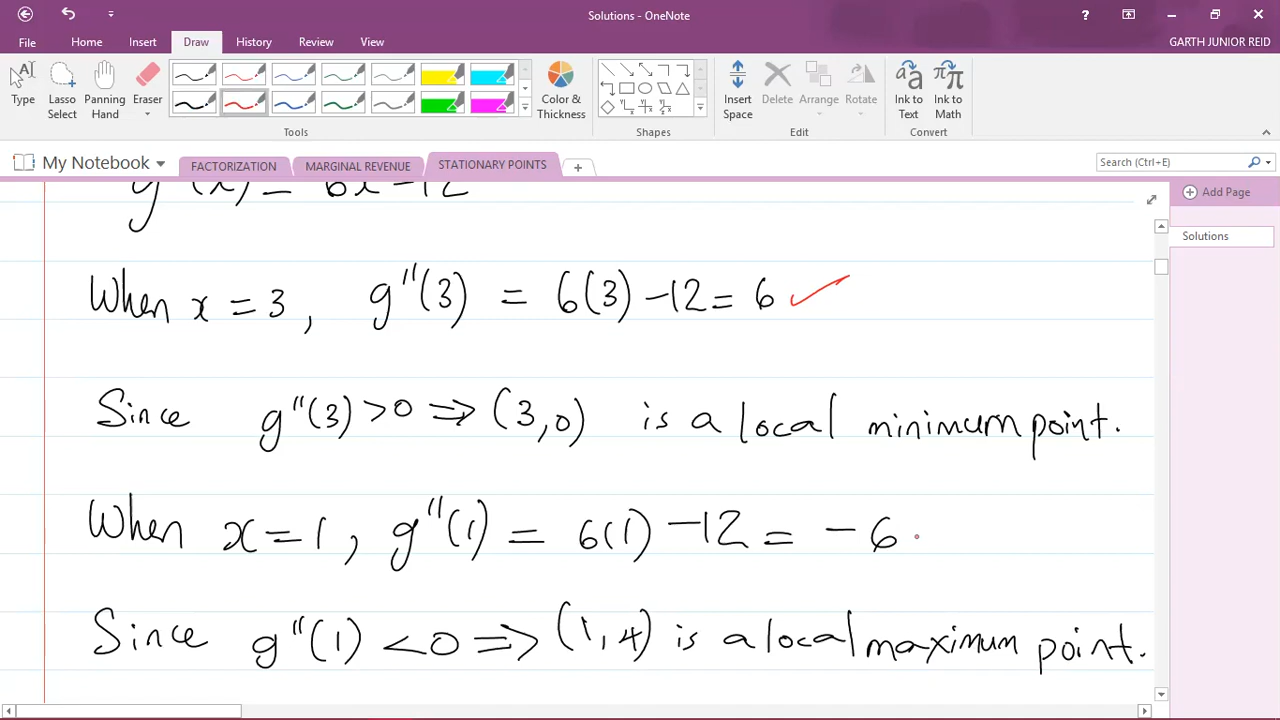 Solutions - OneNote
File Home Insert Draw History Review View GARTH JUNIOR REID
Type Lasso Select Panning Hand Eraser Color & Thickness Insert Space Delete Arrange Rotate Ink to Text Ink to Math
Tools Shapes Edit Convert
My Notebook FACTORIZATION MARGINAL REVENUE STATIONARY POINTS Search (Ctrl+E)
Add Page
Solutions
g''(x) = 6x - 12
When x = 3, g''(3) = 6(3) - 12 = 6 ✓
Since g''(3) > 0 ⇒ (3,0) is a local minimum point.
When x = 1, g''(1) = 6(1) - 12 = - 6
Since g''(1) < 0 ⇒ (1,4) is a local maximum point.